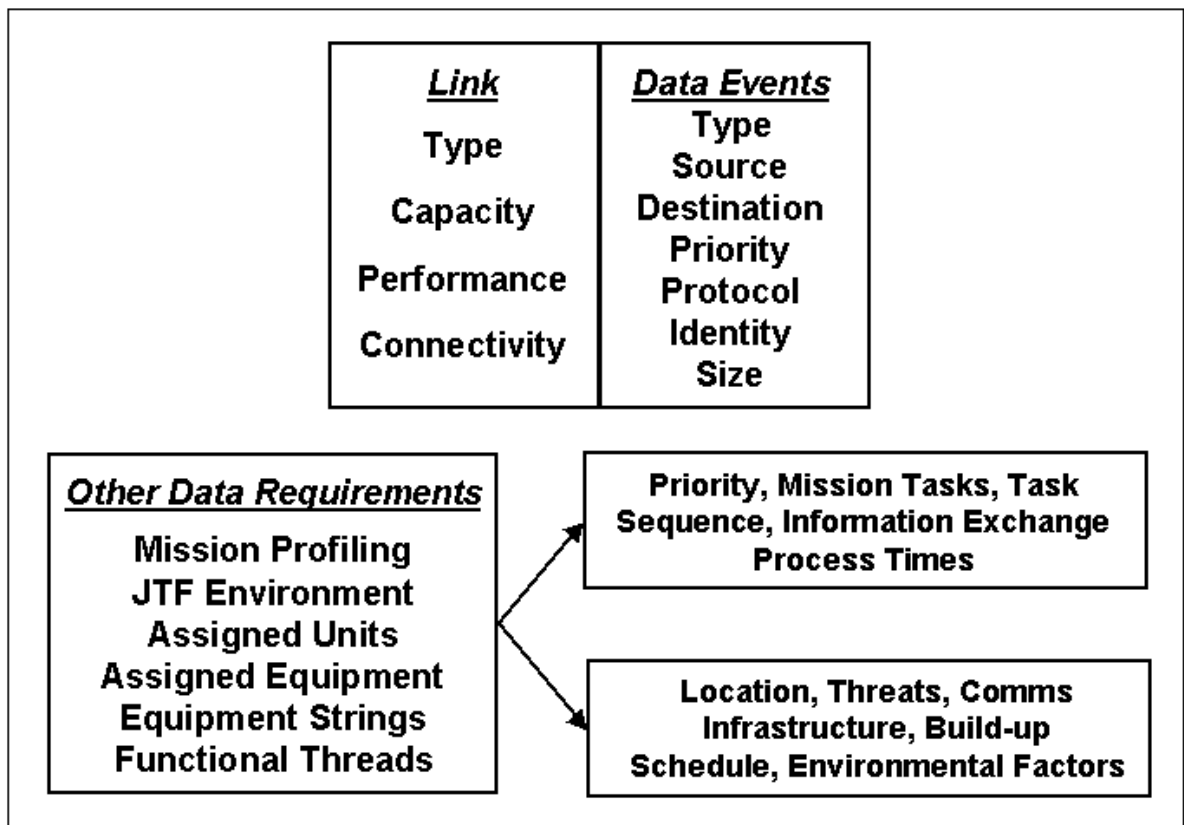 Link
Type
Capacity
Performance
Connectivity
Data Events
Type
Source
Destination
Priority
Protocol
Identity
Size
Other Data Requirements
Mission Profiling
JTF Environment
Assigned Units
Assigned Equipment
Equipment Strings
Functional Threads
Priority, Mission Tasks, Task
Sequence, Information Exchange
Process Times
Location, Threats, Comms
Infrastructure, Build-up
Schedule, Environmental Factors